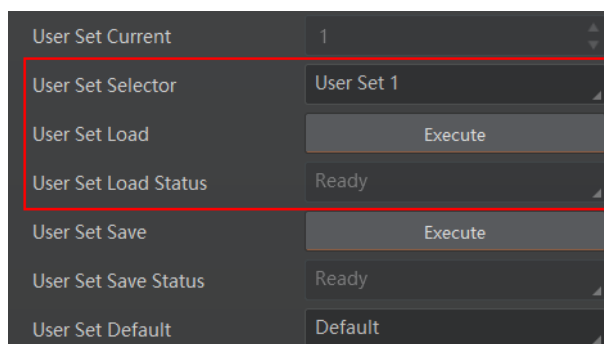 User Set Current 1
User Set Selector User Set 1
User Set Load Execute
User Set Load Status Ready
User Set Save Execute
User Set Save Status Ready
User Set Default Default